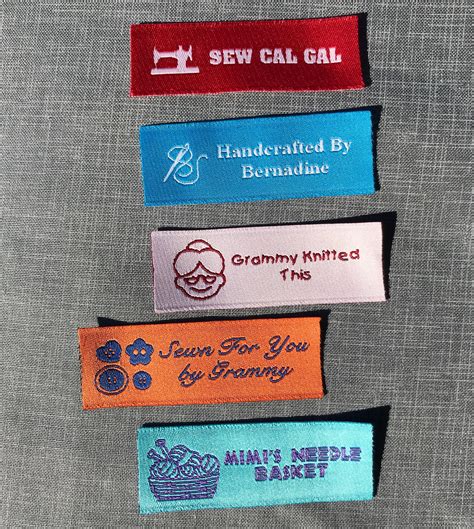 SEW CAL GAL
Handcrafted By
Bernadine
Grammy Knitted
This
Sewn For You
by Grammy
MIMI'S NEEDLE
BASKET